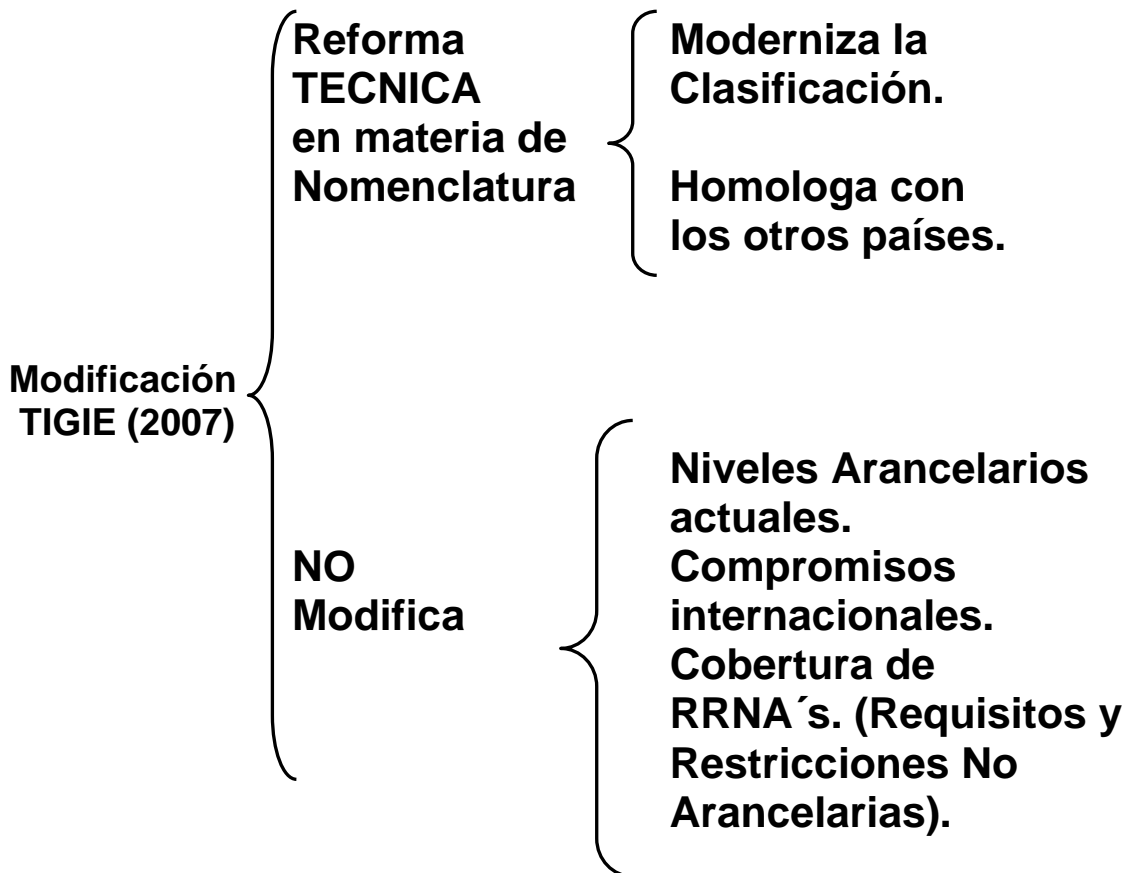 Modificación
TIGIE (2007)
Reforma
TECNICA
en materia de
Nomenclatura
Moderniza la
Clasificación.
Homologa con
los otros países.
NO
Modifica
Niveles Arancelarios
actuales.
Compromisos
internacionales.
Cobertura de
RRNA´s. (Requisitos y
Restricciones No
Arancelarias).